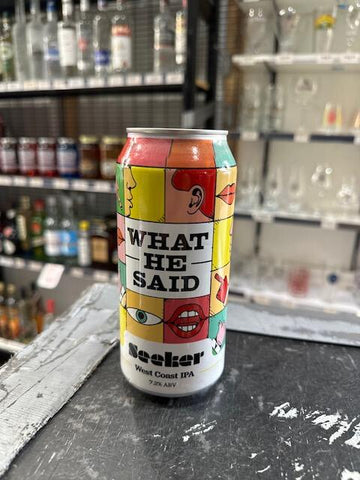 WHAT
HE
SAID
Seeker
West Coast IPA
7.2% ABV